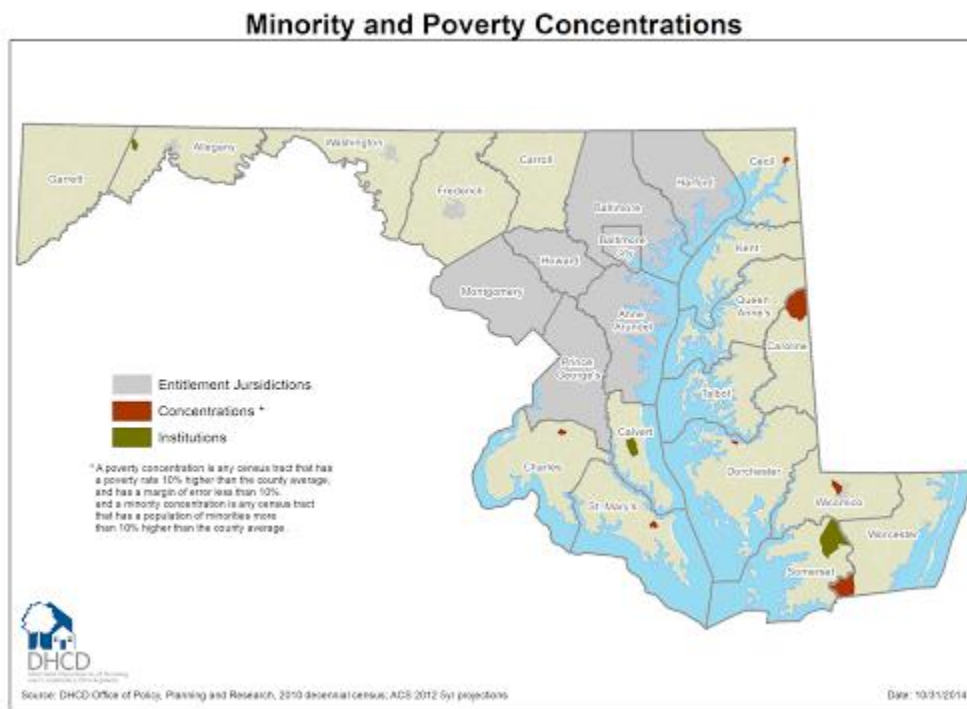 Minority and Poverty Concentrations
Garrett
Allegany
Washington
Frederick
Carroll
Baltimore
Harford
Cecil
Baltimore
City
Howard
Montgomery
Kent
Queen
Anne's
Anne
Arundel
Caroline
Prince
George's
Talbot
Calvert
Charles
Dorchester
St. Mary's
Wicomico
Worcester
Somerset
Entitlement Jursidictions
Concentrations *
Institutions
* A poverty concentration is any census tract that has
a poverty rate 10% higher than the county average,
and has a margin of error less than 10%.
and a minority concentration is any census tract
that has a population of minorities more
than 10% higher than the county average.
DHCD
Source: DHCD Office of Policy, Planning and Research, 2010 decennial census; ACS 2012 5yr projections
Date: 10/31/2014